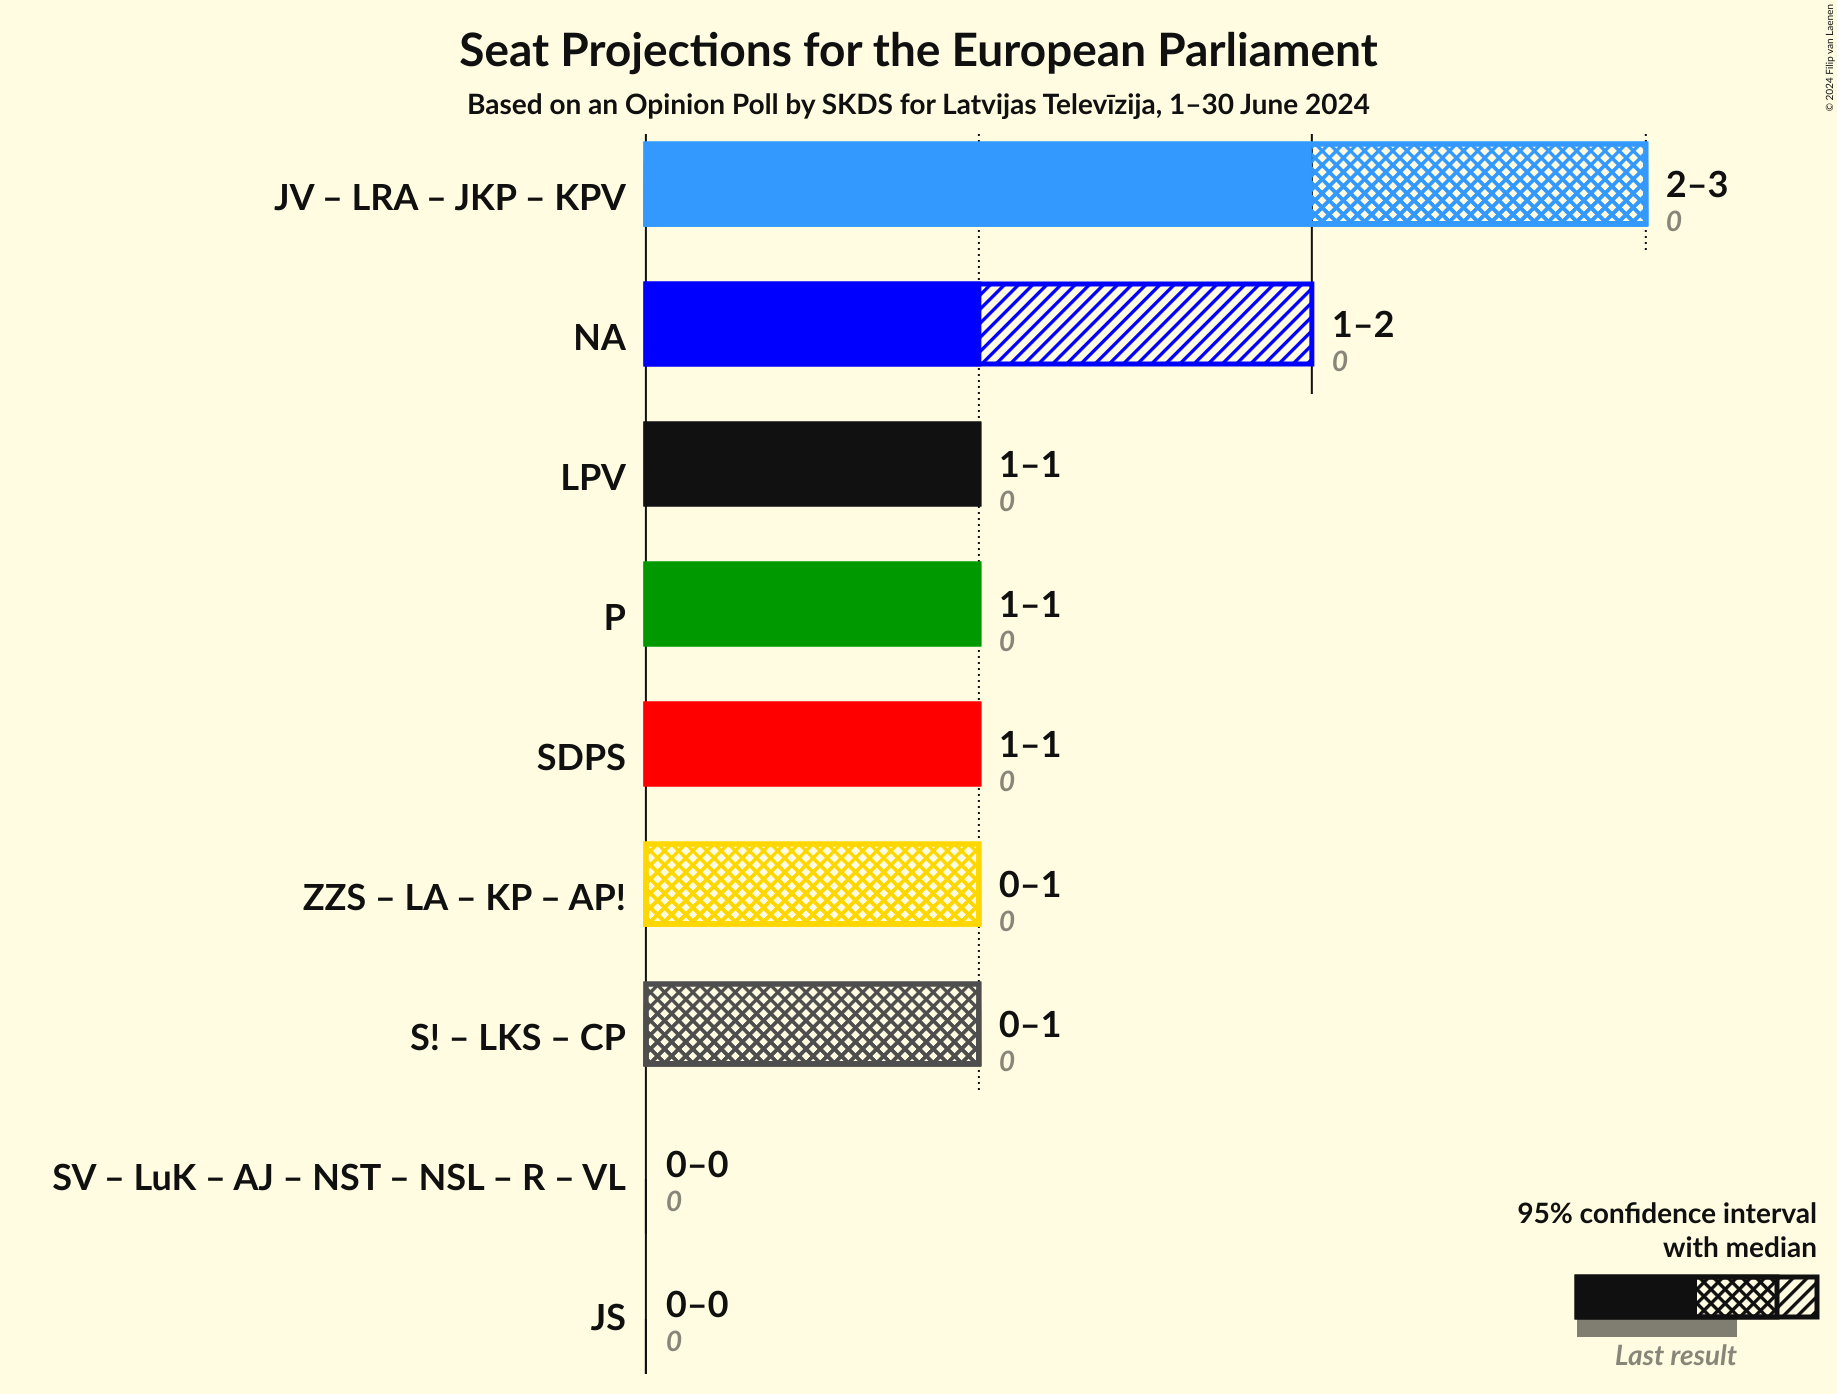 Seat Projections for the European Parliament
Based on an Opinion Poll by SKDS for Latvijas Televīzija, 1–30 June 2024
© 2024 Filip van Laenen
JV – LRA – JKP – KPV
2–3
0
NA
1–2
0
LPV
1–1
0
P
1–1
0
SDPS
1–1
0
ZZS – LA – KP – AP!
0–1
0
S! – LKS – CP
0–1
0
SV – LuK – AJ – NST – NSL – R – VL
0–0
0
JS
0–0
0
95% confidence interval
with median
Last result